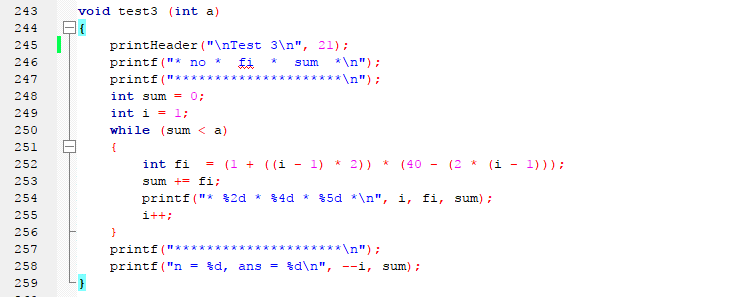 243 void test3 (int a)
244 {
245 printHeader("\nTest 3\n", 21);
246 printf("* no *  fi  *  sum  *\n");
247 printf("*********************\n");
248 int sum = 0;
249 int i = 1;
250 while (sum < a)
251 {
252 int fi  = (1 + ((i - 1) * 2)) * (40 - (2 * (i - 1)));
253 sum += fi;
254 printf("* %2d * %4d * %5d *\n", i, fi, sum);
255 i++;
256 }
257 printf("*********************\n");
258 printf("n = %d, ans = %d\n", --i, sum);
259 }